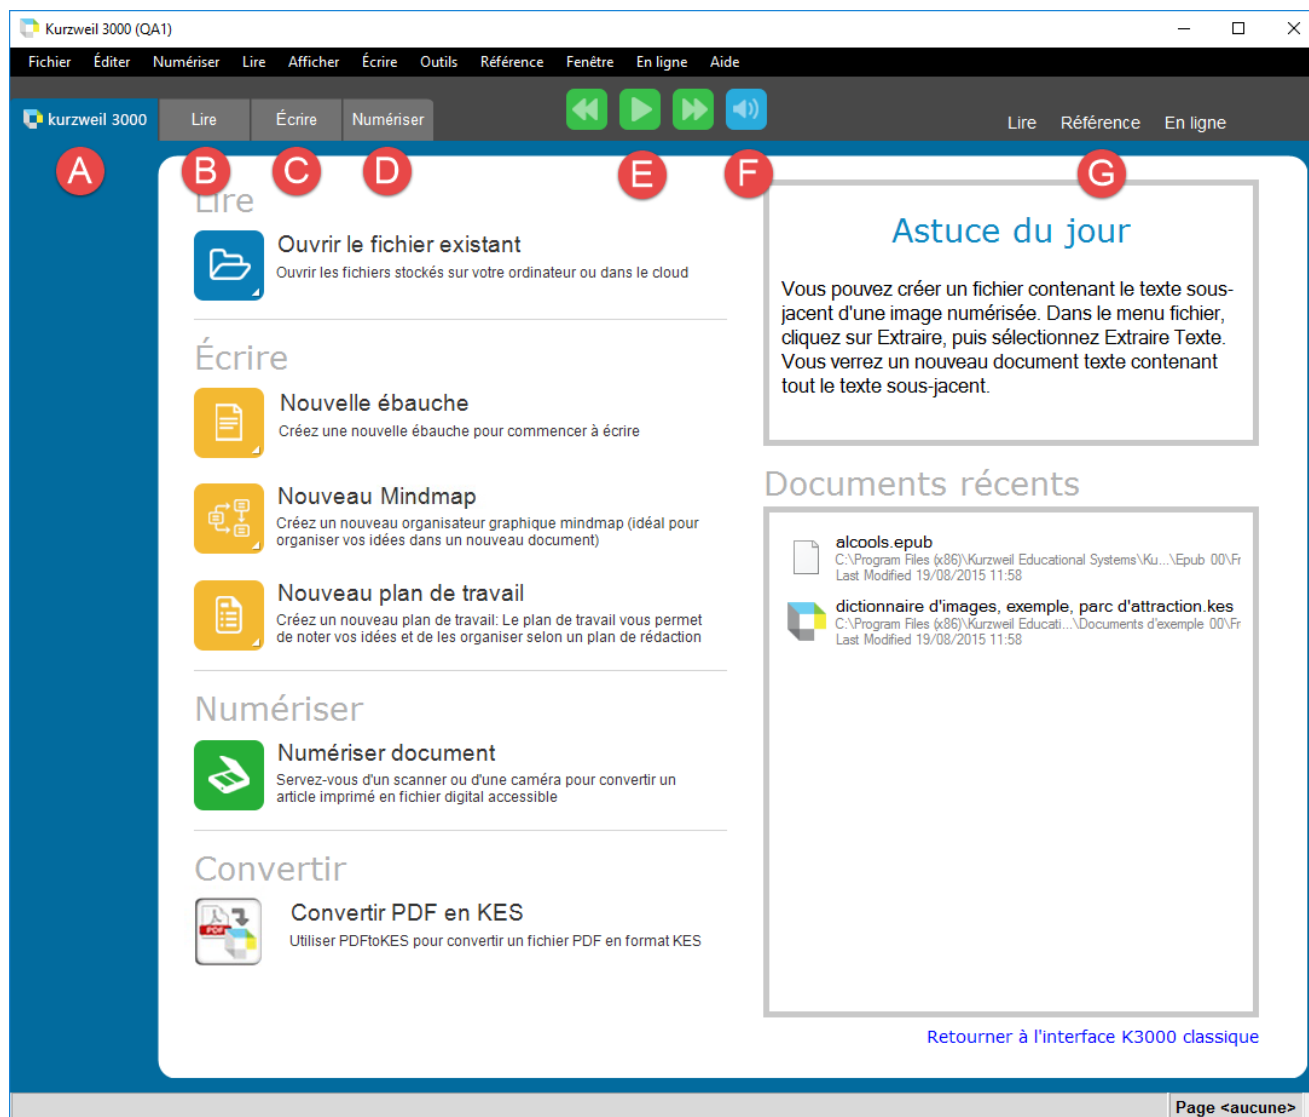 Kurzweil 3000 (QA1)
Fichier Éditer Numériser Lire Afficher Écrire Outils Référence Fenêtre En ligne Aide
kurzweil 3000 Lire Écrire Numériser Lire Référence En ligne
A B C D E F G
Lire
Ouvrir le fichier existant
Ouvrir les fichiers stockés sur votre ordinateur ou dans le cloud
Écrire
Nouvelle ébauche
Créez une nouvelle ébauche pour commencer à écrire
Nouveau Mindmap
Créez un nouveau organisateur graphique mindmap (idéal pour
organiser vos idées dans un nouveau document)
Nouveau plan de travail
Créez un nouveau plan de travail: Le plan de travail vous permet
de noter vos idées et de les organiser selon un plan de rédaction
Numériser
Numériser document
Servez-vous d'un scanner ou d'une caméra pour convertir un
article imprimé en fichier digital accessible
Convertir
PDF
Convertir PDF en KES
Utiliser PDFtoKES pour convertir un fichier PDF en format KES
Astuce du jour
Vous pouvez créer un fichier contenant le texte sous-
jacent d'une image numérisée. Dans le menu fichier,
cliquez sur Extraire, puis sélectionnez Extraire Texte.
Vous verrez un nouveau document texte contenant
tout le texte sous-jacent.
Documents récents
alcools.epub
C:\Program Files (x86)\Kurzweil Educational Systems\Ku...\Epub 00\Fr
Last Modified 19/08/2015 11:58
dictionnaire d'images, exemple, parc d'attraction.kes
C:\Program Files (x86)\Kurzweil Educati...\Documents d'exemple 00\Fr
Last Modified 19/08/2015 11:58
Retourner à l'interface K3000 classique
Page <aucune>